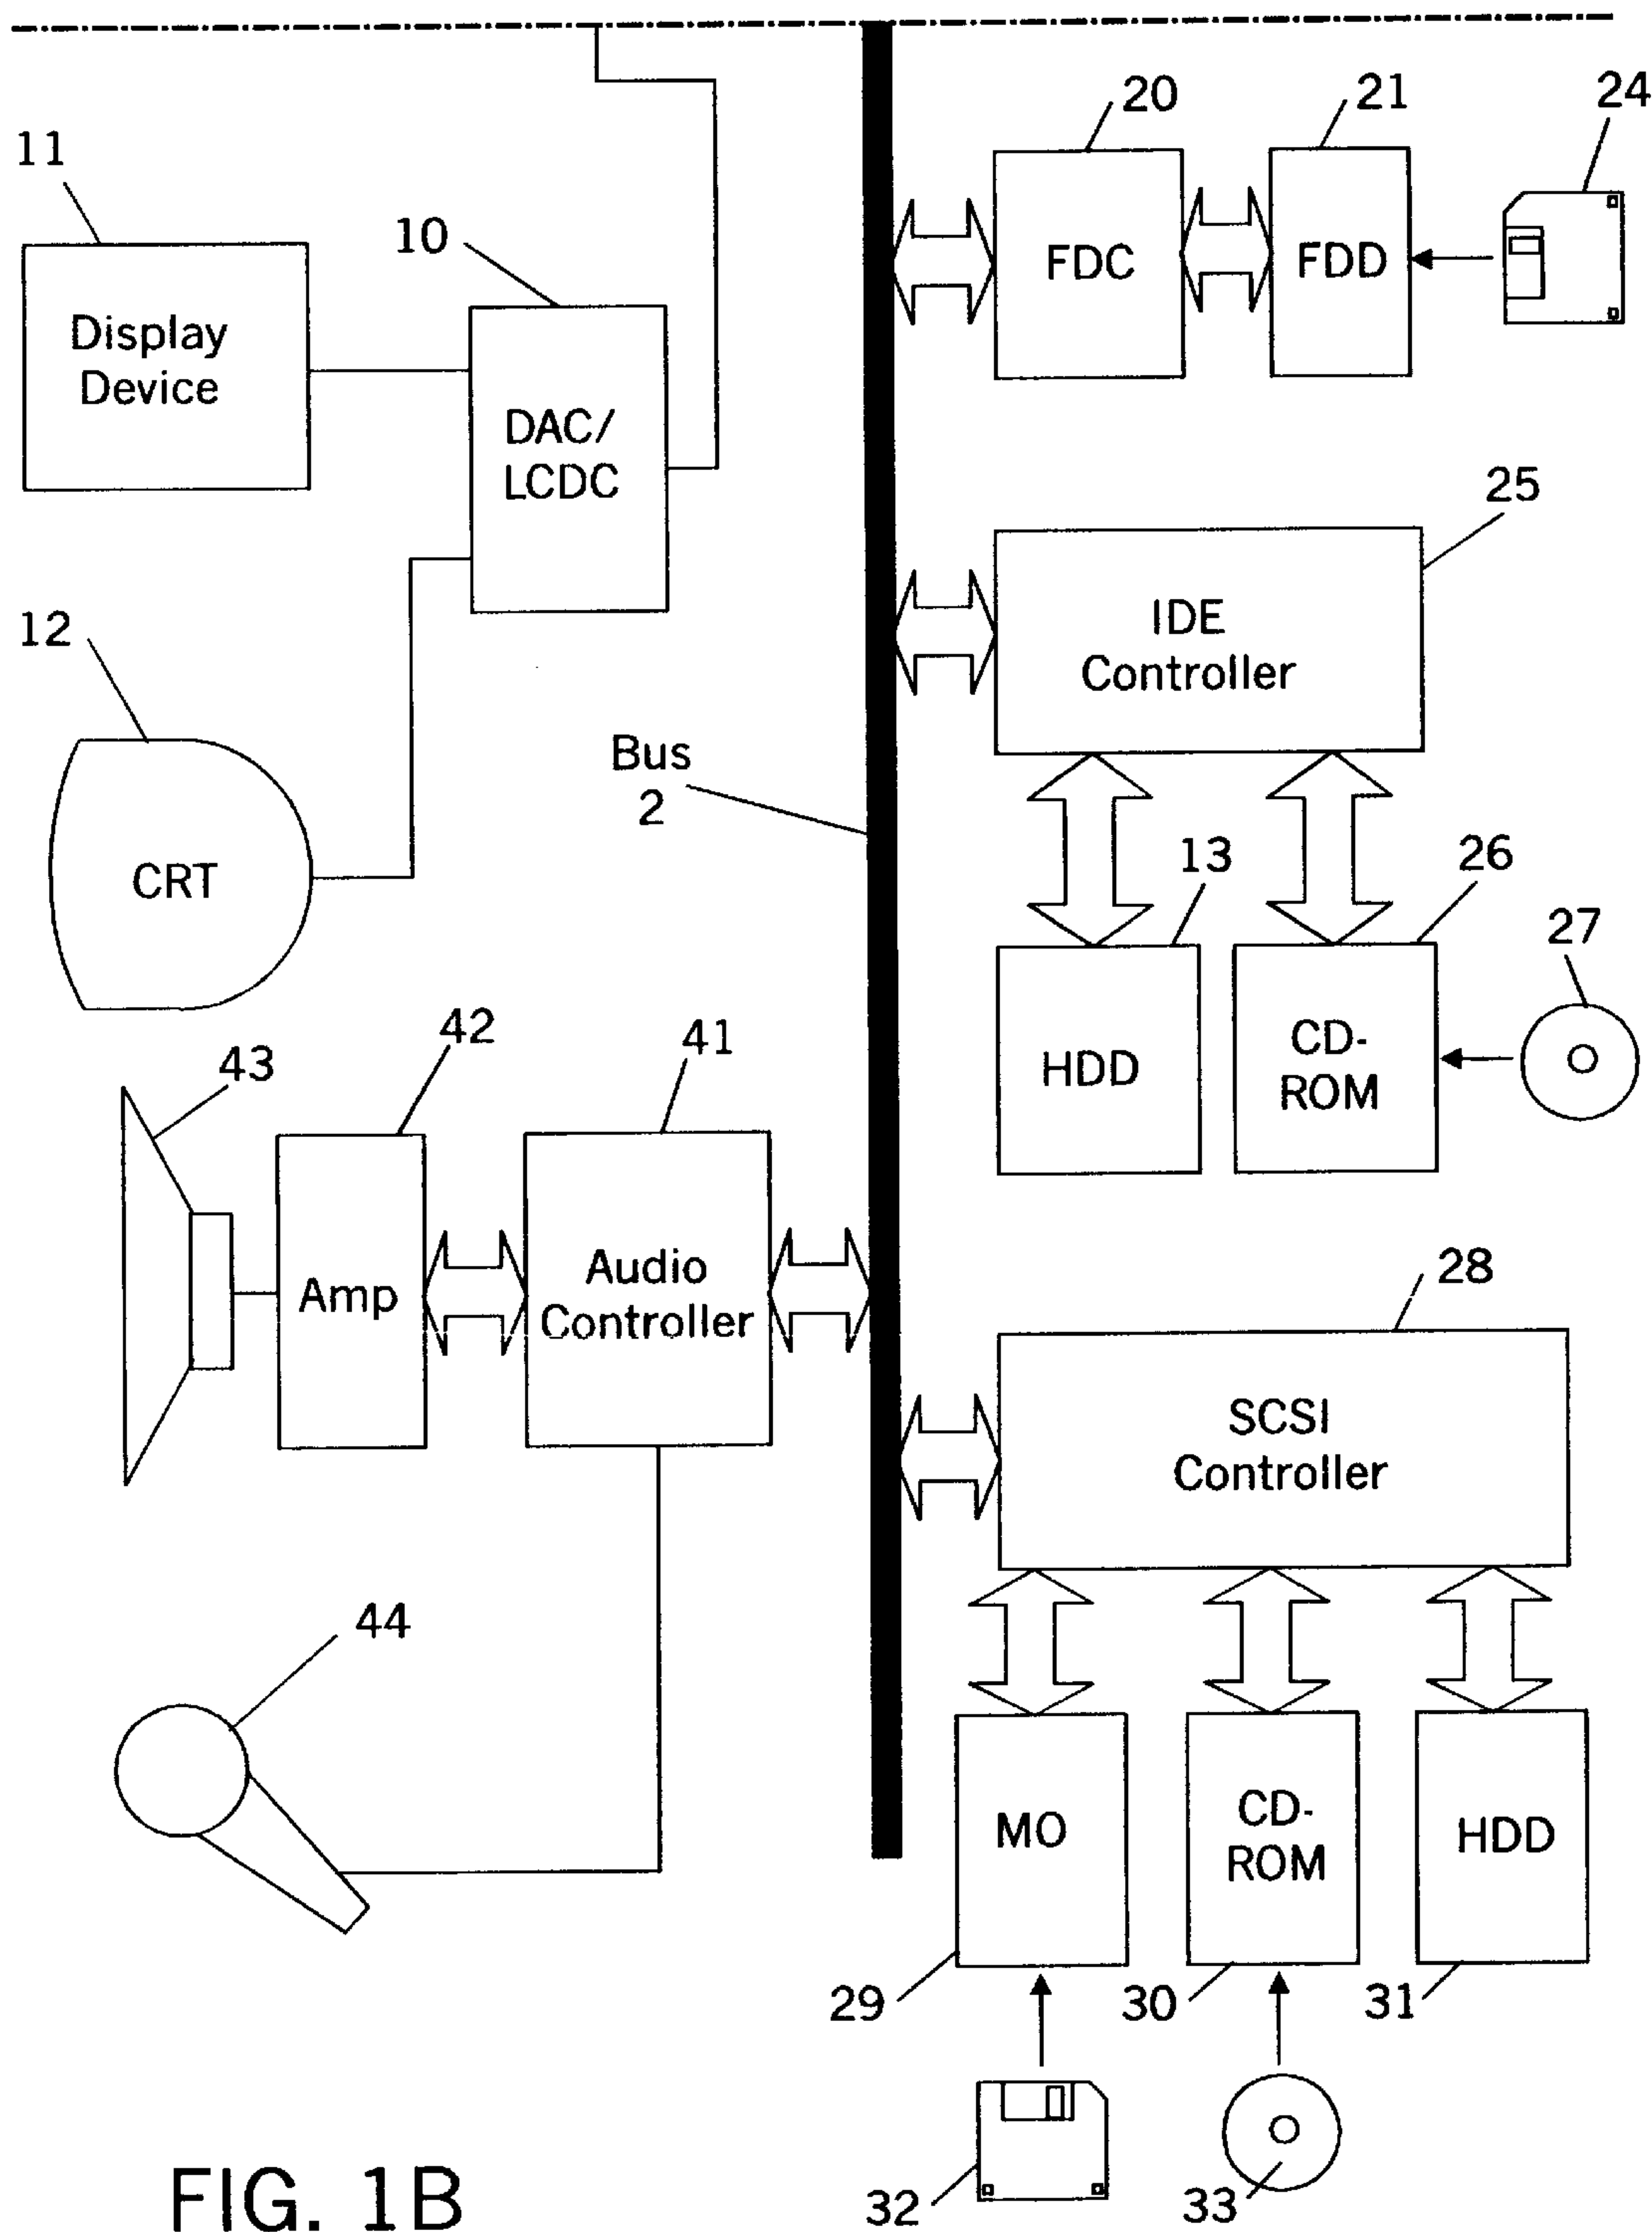 20
21
24
11
10
FDC
FDD
Display
Device
DAC/
LCDC
25
12
IDE
Controller
Bus
2
13
26
27
CRT
42
41
43
HDD
CD-
ROM
28
Amp
Audio
Controller
SCSI
Controller
44
MO
CD-
ROM
HDD
29
30
31
32
33
FIG. 1B